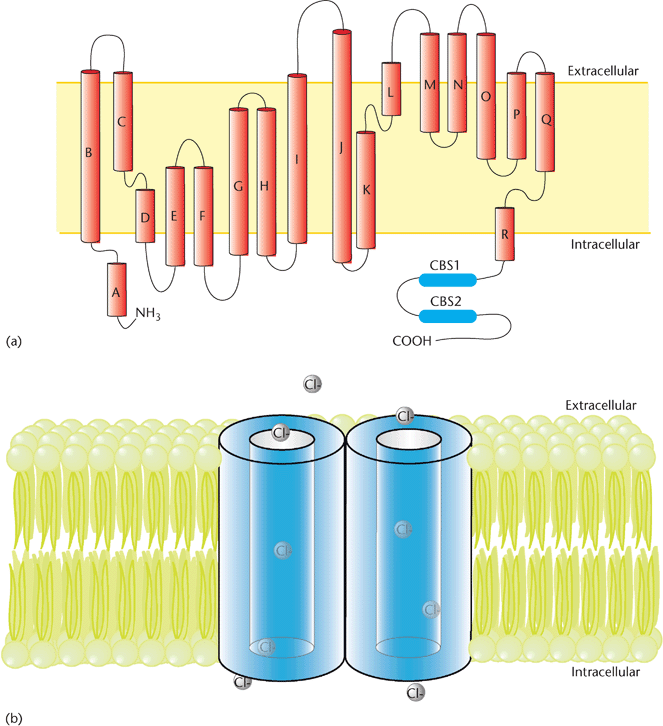 Extracellular
B
C
D
E
F
G
H
I
J
K
L
M
N
O
P
Q
R
A
Intracellular
NH3
CBS1
CBS2
COOH
(a)
Cl-
Extracellular
Cl-
Cl-
Cl-
Cl-
Cl-
Cl-
Cl-
Cl-
Intracellular
(b)